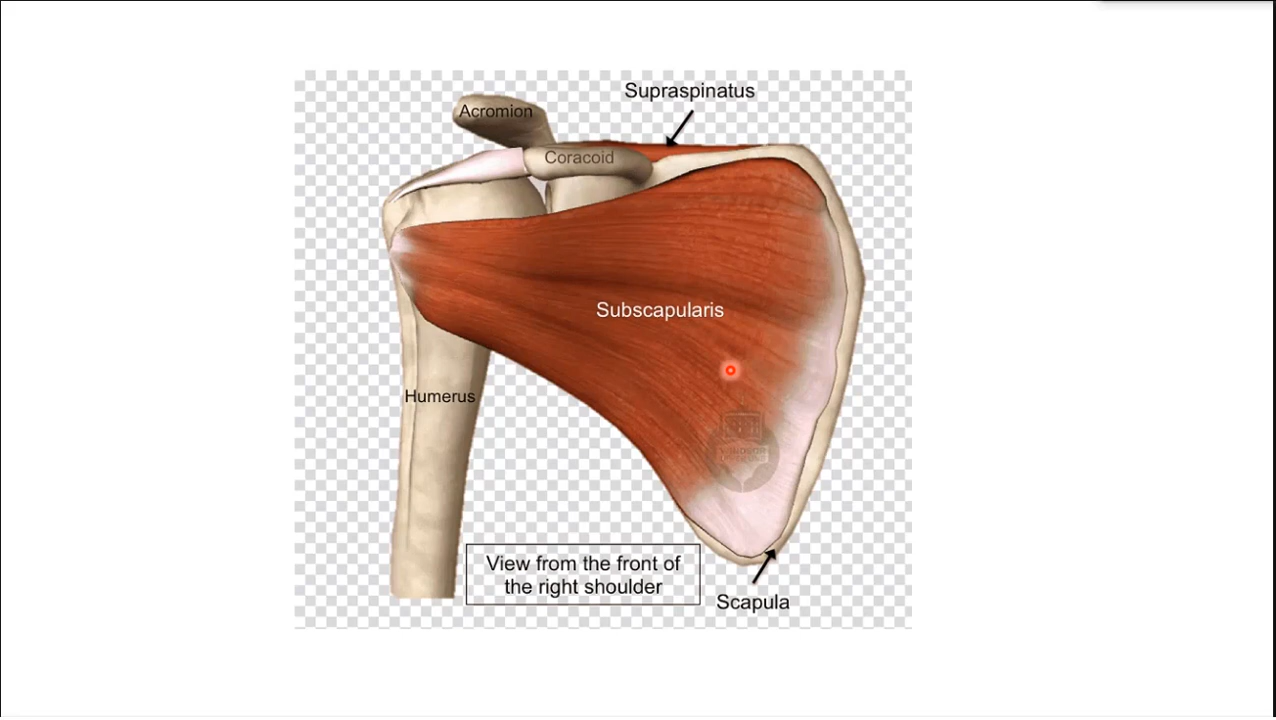 Supraspinatus
Acromion
Coracoid
Subscapularis
Humerus
View from the front of
the right shoulder
Scapula